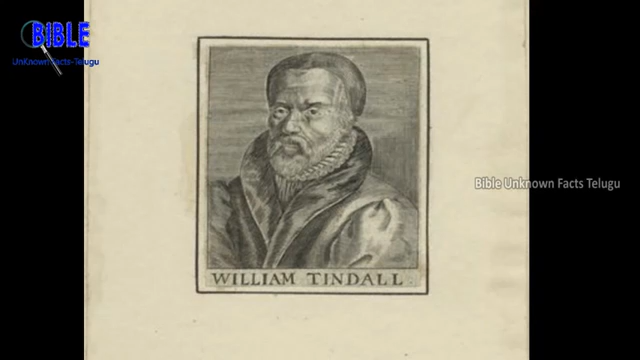 BIBLE
UnKnown Facts-Telugu
Bible Unknown Facts Telugu
WILLIAM TINDALL